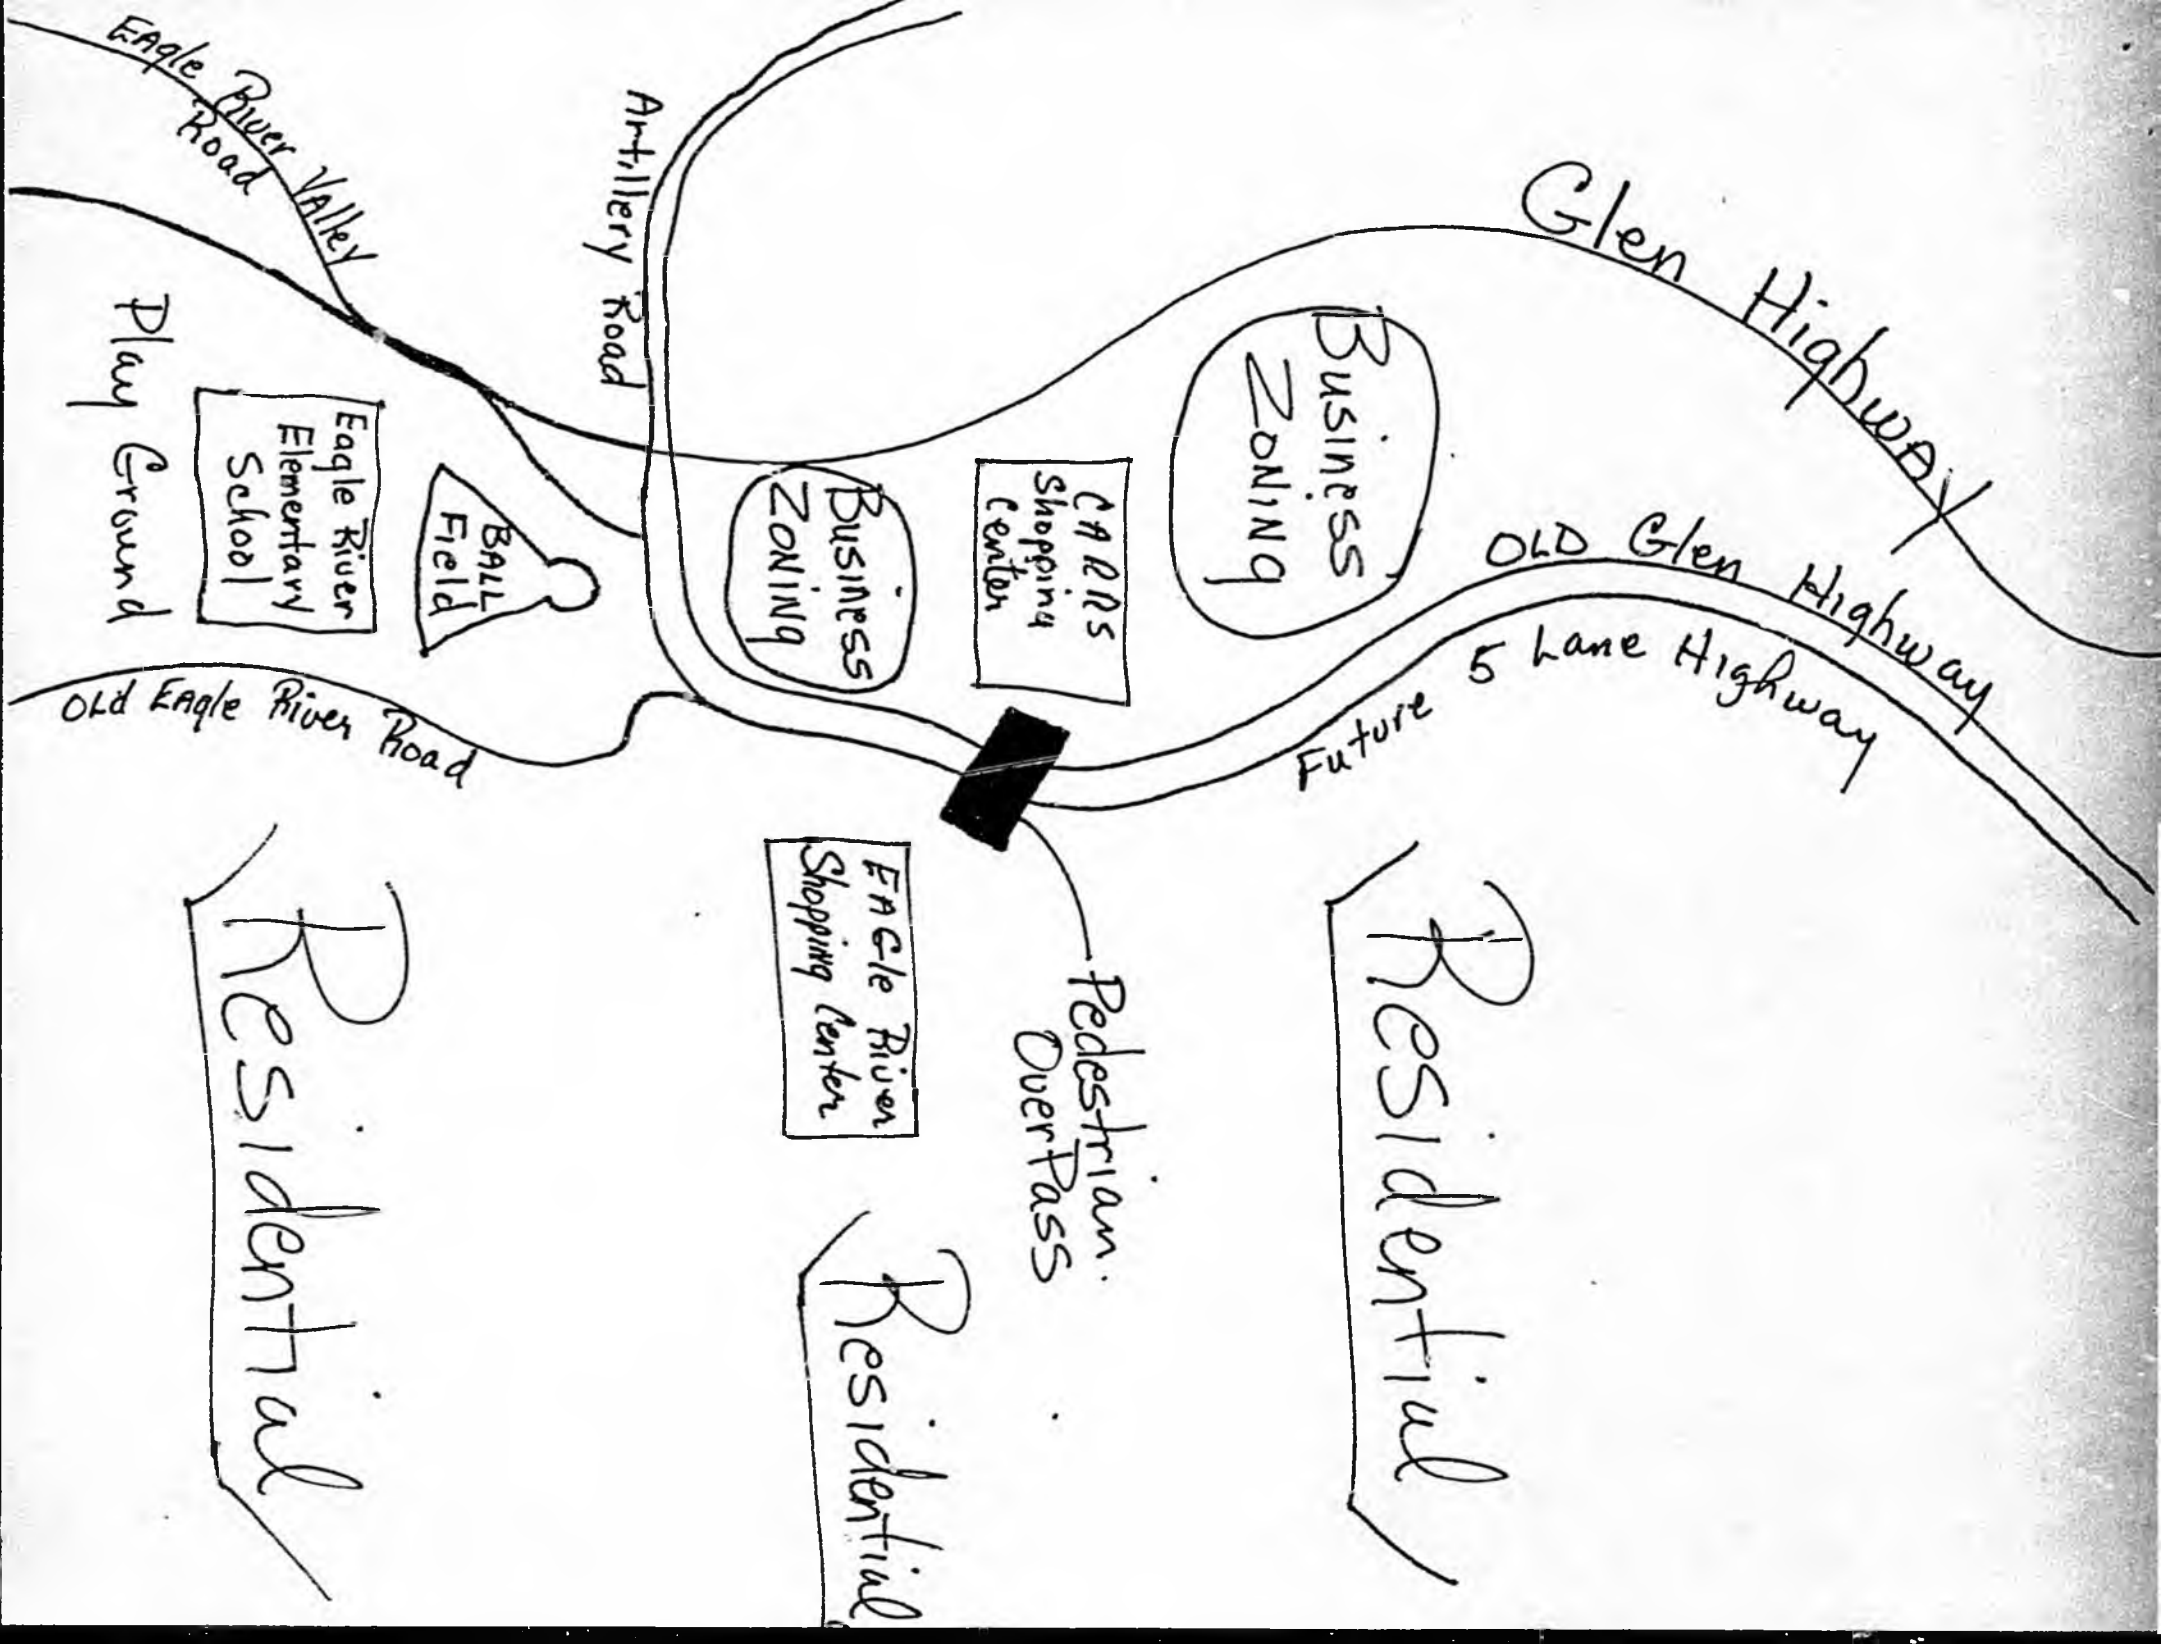 EAgle River VAlley
Road
Artillery Road
Glen HighwAy
Business
ZONINg
Play Ground
Eagle River
Elementary
School
BALL
Field
Business
ZONINg
CARRS
Shopping
Center
OLD Glen Highway
Future 5 Lane Highway
OLd EAgle River Road
EAGle River
Shopping Center
Pedestrian
OverPass
Residential
Residential
Residential